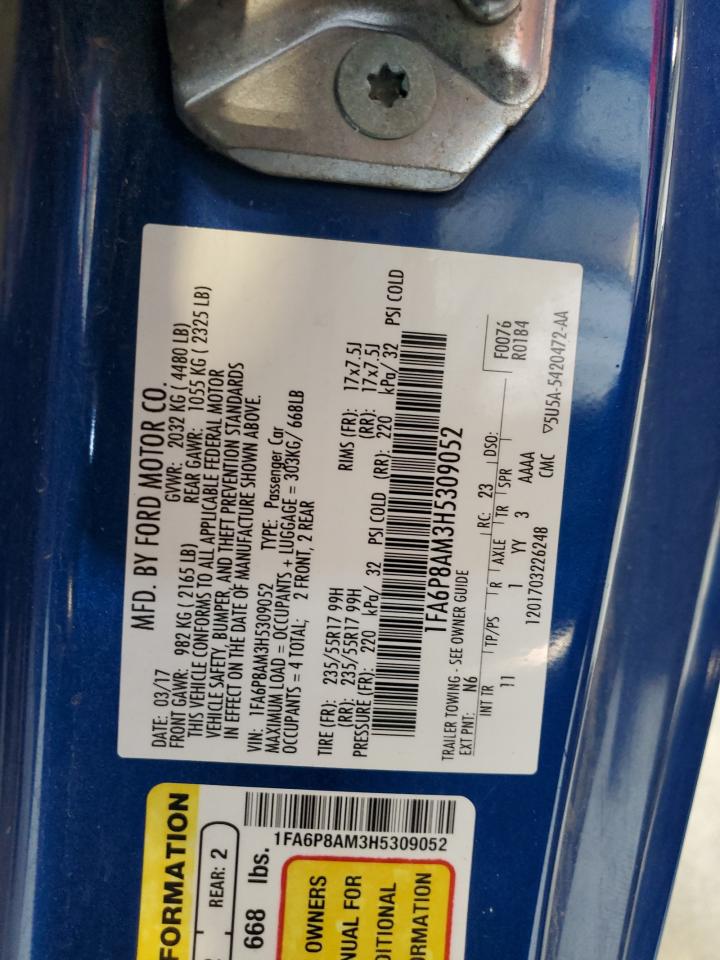 MFD. BY FORD MOTOR CO.
DATE: 03/17 GVWR: 2032 KG ( 4480 LB)
FRONT GAWR: 982 KG ( 2165 LB) REAR GAWR: 1055 KG ( 2325 LB)
THIS VEHICLE CONFORMS TO ALL APPLICABLE FEDERAL MOTOR
VEHICLE SAFETY, BUMPER, AND THEFT PREVENTION STANDARDS
IN EFFECT ON THE DATE OF MANUFACTURE SHOWN ABOVE.
VIN: 1FA6P8AM3H5309052 TYPE: Passenger Car
MAXIMUM LOAD = OCCUPANTS + LUGGAGE = 303KG/ 668LB
OCCUPANTS = 4 TOTAL; 2 FRONT, 2 REAR
TIRE (FR): 235/55R17 99H RIMS (FR): 17x7.5J
(RR): 235/55R17 99H (RR): 17x7.5J
PRESSURE (FR): 220 kPa/ 32 PSI COLD (RR): 220 kPa/ 32 PSI COLD
1FA6P8AM3H5309052
TRAILER TOWING - SEE OWNER GUIDE
EXT PNT: N6 RC: 23 DSO: F0076
R0184
INT TR TP/PS R AXLE TR SPR
11 1 YY 3 AAAA
CMC ▽5U5A-5420472-AA
1201703226248
FORMATION
REAR: 2
668 lbs.
1FA6P8AM3H5309052
OWNERS
NUAL FOR
DITIONAL
ORMATION